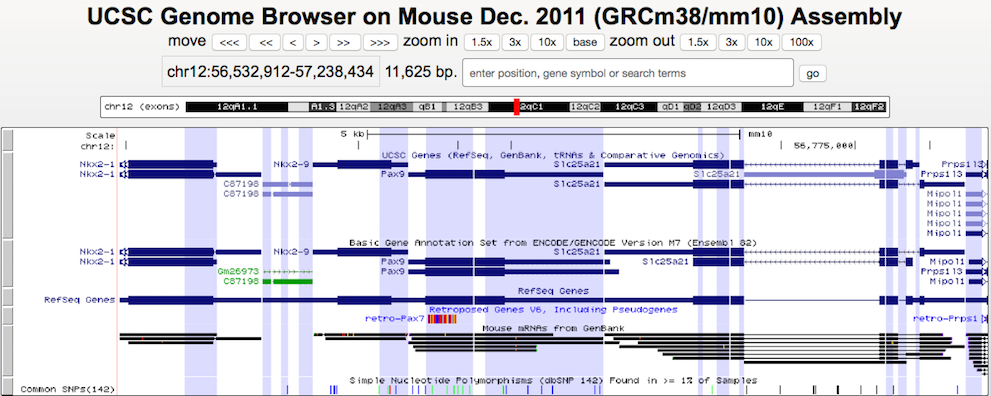 UCSC Genome Browser on Mouse Dec. 2011 (GRCm38/mm10) Assembly
move <<< << < > >> >>> zoom in 1.5x 3x 10x base zoom out 1.5x 3x 10x 100x
chr12:56,532,912-57,238,434 11,625 bp. enter position, gene symbol or search terms go
chr12 (exons) 12qA1.1 A1.3 12qA2 12qA3 qB1 12qB3 12qC1 12qC2 12qC3 qD1 qD2 12qD3 12qE 12qF1 12qF2
Scale 5 kb mm10
chr12: 56,775,000
UCSC Genes (RefSeq, GenBank, tRNAs & Comparative Genomics)
Nkx2-1 Nkx2-9 Slc25a21 Prps1l3
Nkx2-1 Pax9 Slc25a21 Prps1l3
C87198 Slc25a21 Mipol1
C87198 Mipol1
Mipol1
Mipol1
Mipol1
Basic Gene Annotation Set from ENCODE/GENCODE Version M7 (Ensembl 82)
Nkx2-1 Nkx2-9 Slc25a21
Nkx2-1 Pax9 Slc25a21 Mipol1
Gm26973 Pax9 Prps1l3
C87198 Mipol1
RefSeq Genes
RefSeq Genes
Retroposed Genes V6, Including Pseudogenes
retro-Pax7 retro-Prps1
Mouse mRNAs from GenBank
Simple Nucleotide Polymorphisms (dbSNP 142) Found in >= 1% of Samples
Common SNPs(142)